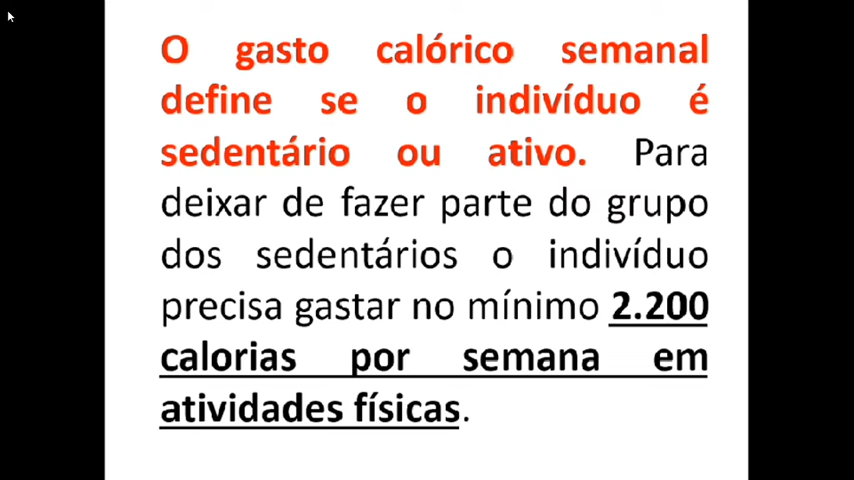 O gasto calórico semanal
define se o indivíduo é
sedentário ou ativo. Para
deixar de fazer parte do grupo
dos sedentários o indivíduo
precisa gastar no mínimo 2.200
calorias por semana em
atividades físicas.